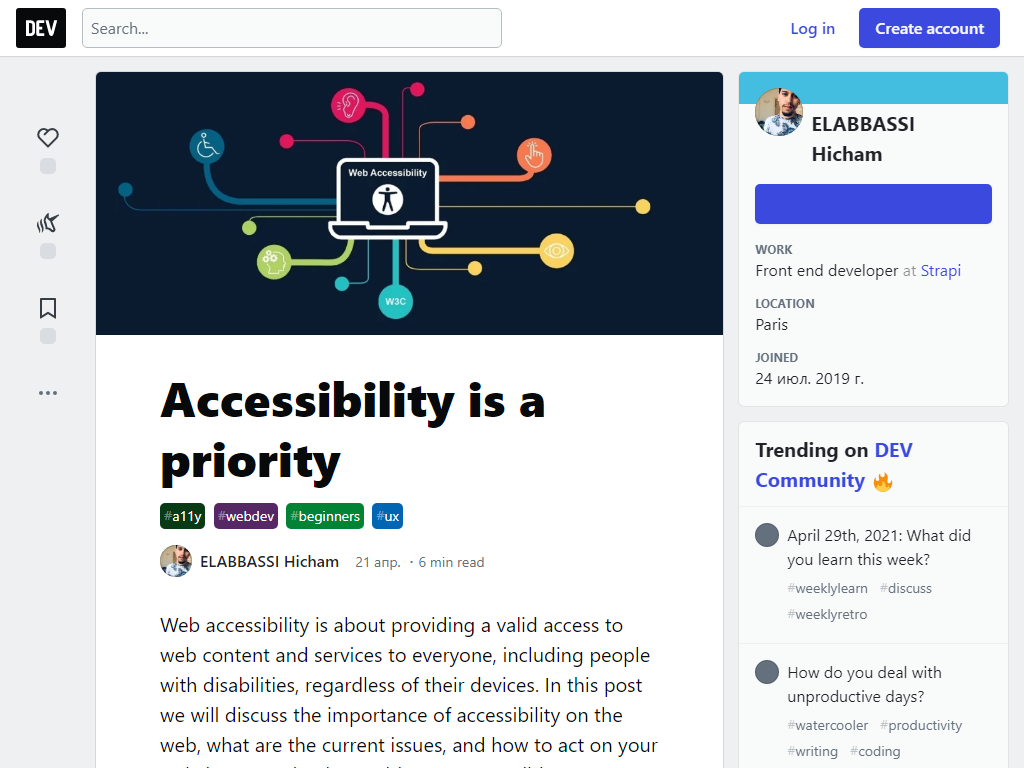 DEV
Search...
Log in
Create account
Web Accessibility
W3C
Accessibility is a
priority
#a11y #webdev #beginners #ux
ELABBASSI Hicham 21 апр. · 6 min read
Web accessibility is about providing a valid access to
web content and services to everyone, including people
with disabilities, regardless of their devices. In this post
we will discuss the importance of accessibility on the
web, what are the current issues, and how to act on your
ELABBASSI
Hicham
WORK
Front end developer at Strapi
LOCATION
Paris
JOINED
24 июл. 2019 г.
Trending on DEV
Community 🔥
April 29th, 2021: What did
you learn this week?
#weeklylearn #discuss
#weeklyretro
How do you deal with
unproductive days?
#watercooler #productivity
#writing #coding